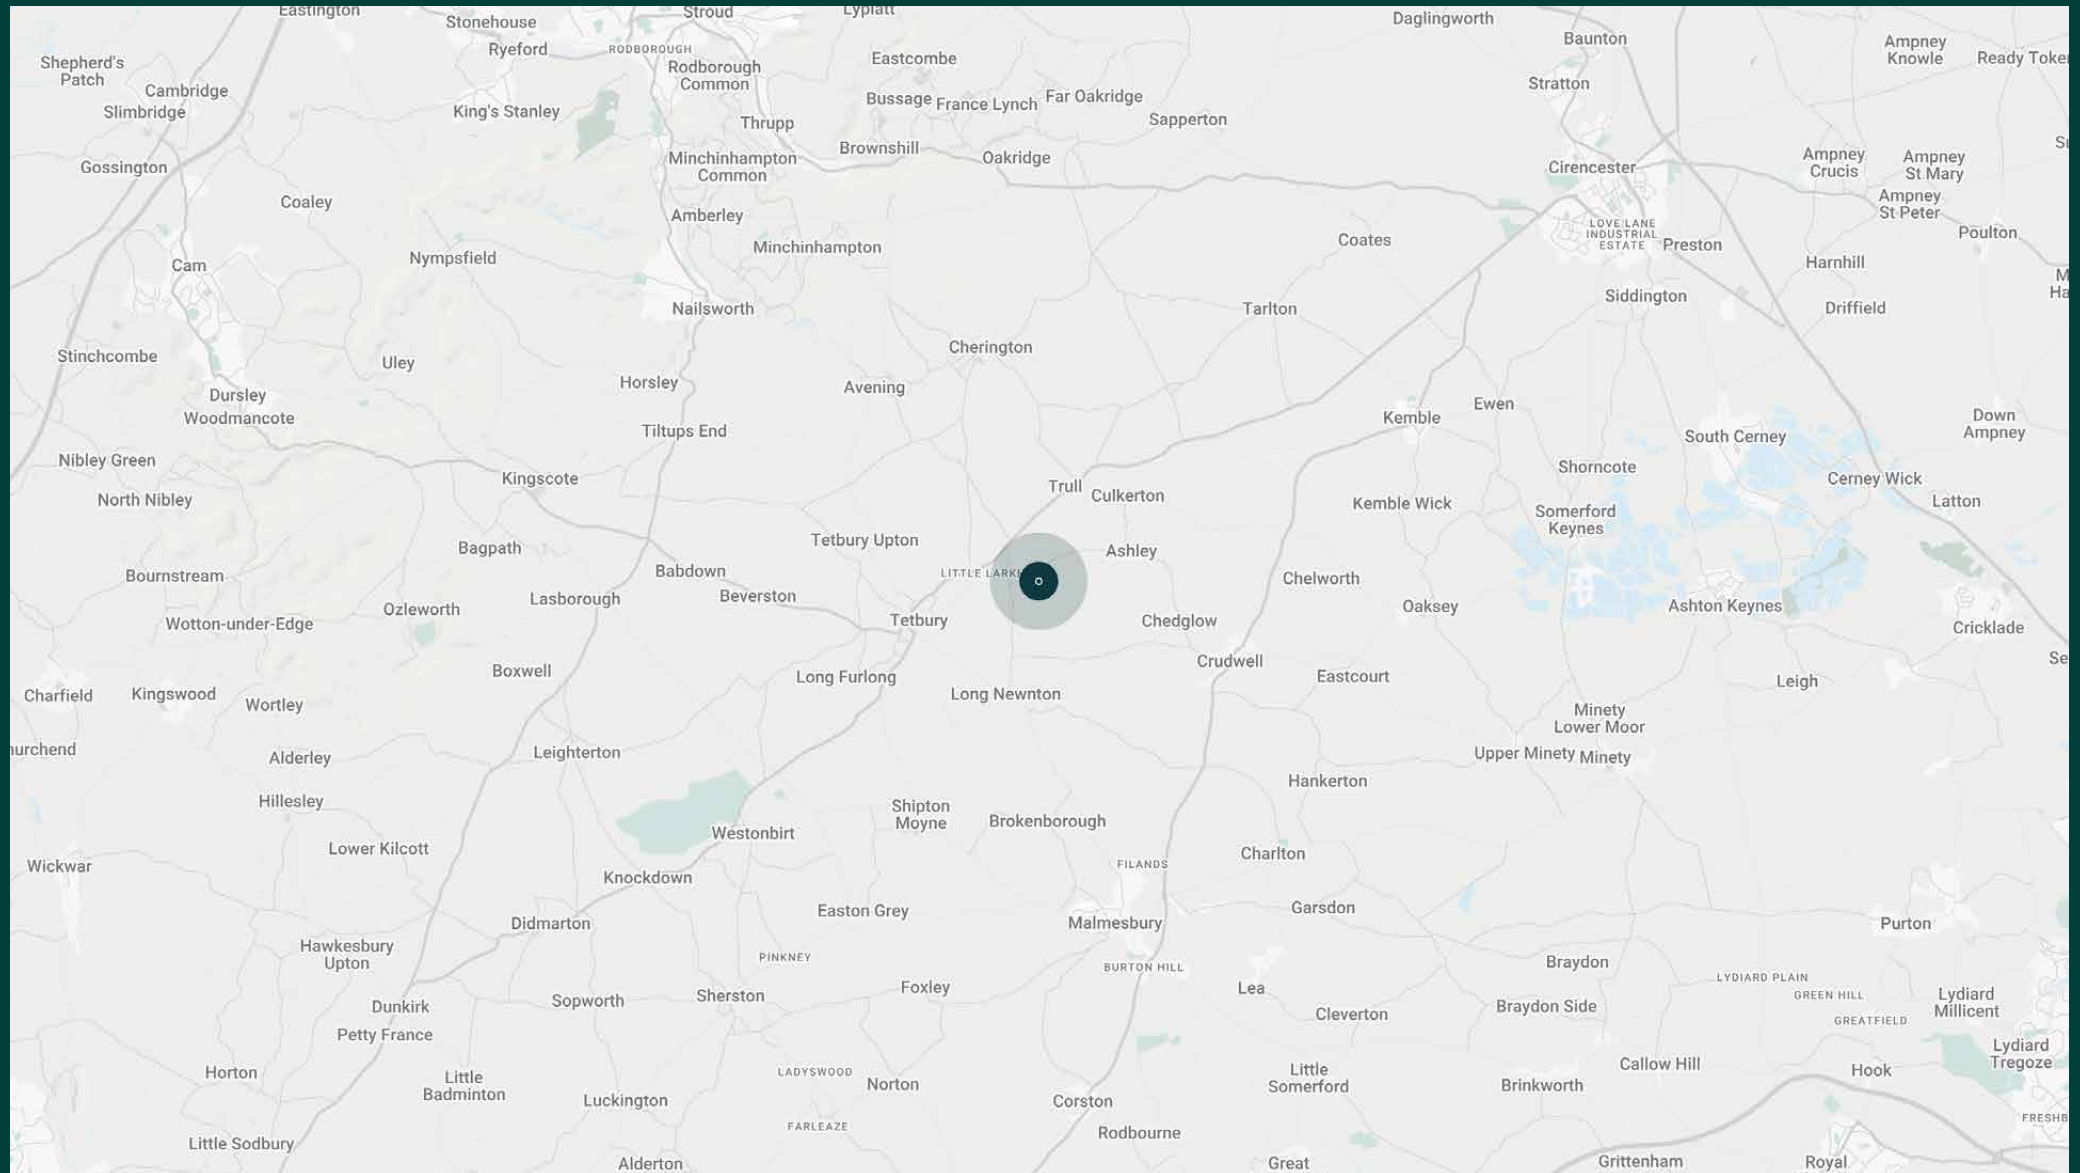 Eastington
Stonehouse
Stroud
Lyplatt
Daglingworth
Ryeford
RODBOROUGH
Baunton
Ampney
Knowle
Ready Token
Shepherd's
Patch
Cambridge
Slimbridge
Rodborough
Common
Eastcombe
Stratton
King's Stanley
Bussage
France Lynch
Far Oakridge
Thrupp
Sapperton
Brownshill
Oakridge
Gossington
Minchinhampton
Common
Cirencester
Ampney
Crucis
Ampney
St Mary
Coaley
Amberley
Ampney
St Peter
LOVE LANE
INDUSTRIAL
ESTATE
Preston
Poulton
Minchinhampton
Coates
Nympsfield
Cam
Harnhill
Siddington
Driffield
Nailsworth
Tarlton
Cherington
Stinchcombe
Uley
Horsley
Avening
Dursley
Woodmancote
Tiltups End
Kemble
Ewen
South Cerney
Down
Ampney
Nibley Green
Shorncote
Kingscote
Trull
Culkerton
Cerney Wick
North Nibley
Kemble Wick
Somerford
Keynes
Latton
Bagpath
Tetbury Upton
Ashley
Bournstream
Babdown
LITTLE LARK
Chelworth
Ozleworth
Lasborough
Beverston
Oaksey
Ashton Keynes
Wotton-under-Edge
Tetbury
Chedglow
Cricklade
Boxwell
Long Furlong
Crudwell
Eastcourt
Leigh
Charfield
Kingswood
Wortley
Long Newnton
Minety
Lower Moor
urchend
Alderley
Leighterton
Upper Minety
Minety
Hankerton
Hillesley
Shipton
Moyne
Brokenborough
Westonbirt
Lower Kilcott
Charlton
Wickwar
Knockdown
FILANDS
Didmarton
Easton Grey
Malmesbury
Garsdon
Purton
Hawkesbury
Upton
PINKNEY
BURTON HILL
Braydon
LYDIARD PLAIN
GREEN HILL
Lydiard
Millicent
Dunkirk
Sopworth
Sherston
Foxley
Lea
Cleverton
Braydon Side
GREATFIELD
Petty France
Lydiard
Tregoze
Horton
Little
Badminton
LADYSWOOD
Norton
Little
Somerford
Callow Hill
Hook
Brinkworth
Luckington
Corston
FARLEAZE
FRESHB
Little Sodbury
Rodbourne
Alderton
Great
Grittenham
Royal